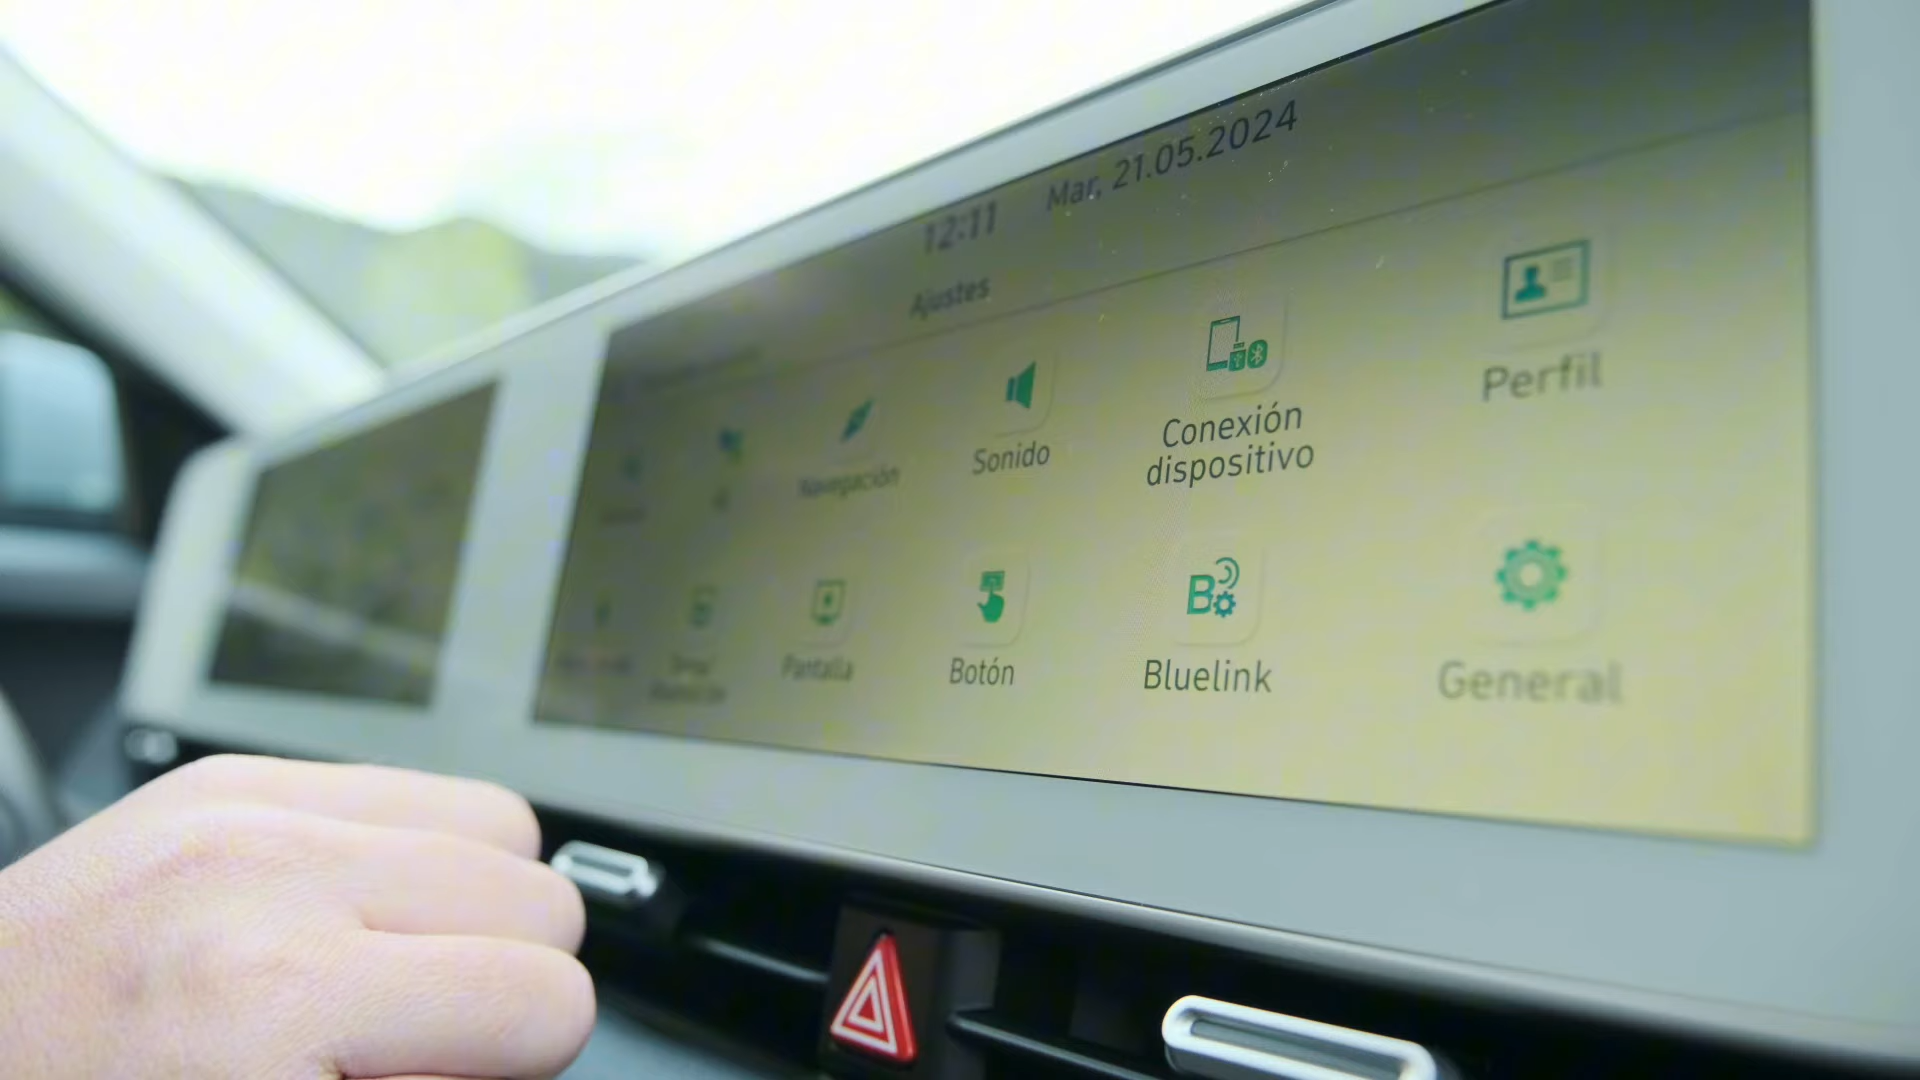 12:11 Mar, 21.05.2024
Ajustes
Navegación Sonido Conexión dispositivo Perfil
Pantalla Botón Bluelink General